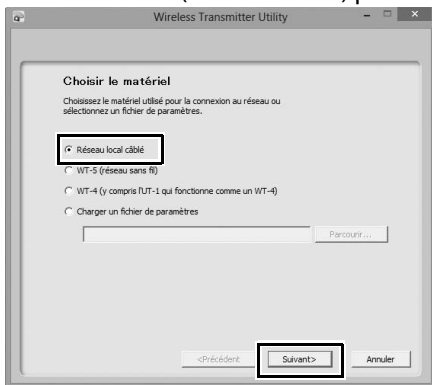 Wireless Transmitter Utility
Choisir le matériel
Choisissez le matériel utilisé pour la connexion au réseau ou
sélectionnez un fichier de paramètres.
Réseau local câblé
WT-5 (réseau sans fil)
WT-4 (y compris l'UT-1 qui fonctionne comme un WT-4)
Charger un fichier de paramètres
Parcourir...
<Précédent Suivant> Annuler